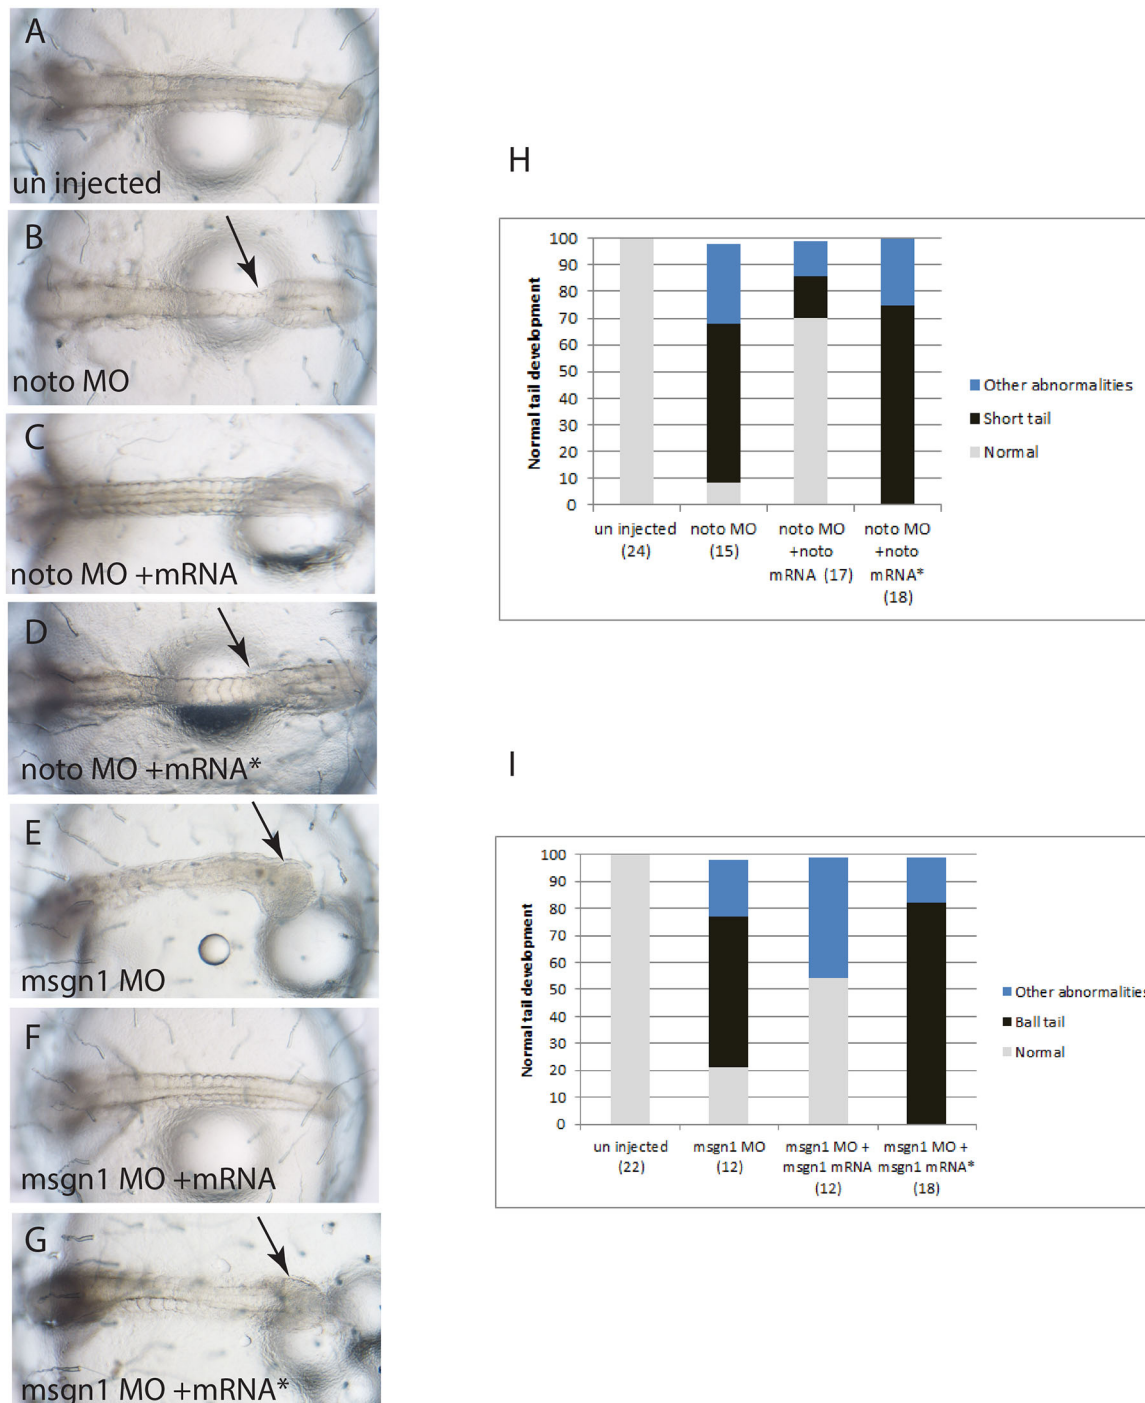 A
un injected
B
noto MO
C
noto MO +mRNA
D
noto MO +mRNA*
E
msgn1 MO
F
msgn1 MO +mRNA
G
msgn1 MO +mRNA*
H
Normal tail development
100
90
80
70
60
50
40
30
20
10
0
un injected
(24)
noto MO
(15)
noto MO
+noto
mRNA (17)
noto MO
+noto
mRNA*
(18)
Other abnormalities
Short tail
Normal
I
Normal tail development
100
90
80
70
60
50
40
30
20
10
0
un injected
(22)
msgn1 MO
(12)
msgn1 MO +
msgn1 mRNA
(12)
msgn1 MO +
msgn1 mRNA*
(18)
Other abnormalities
Ball tail
Normal